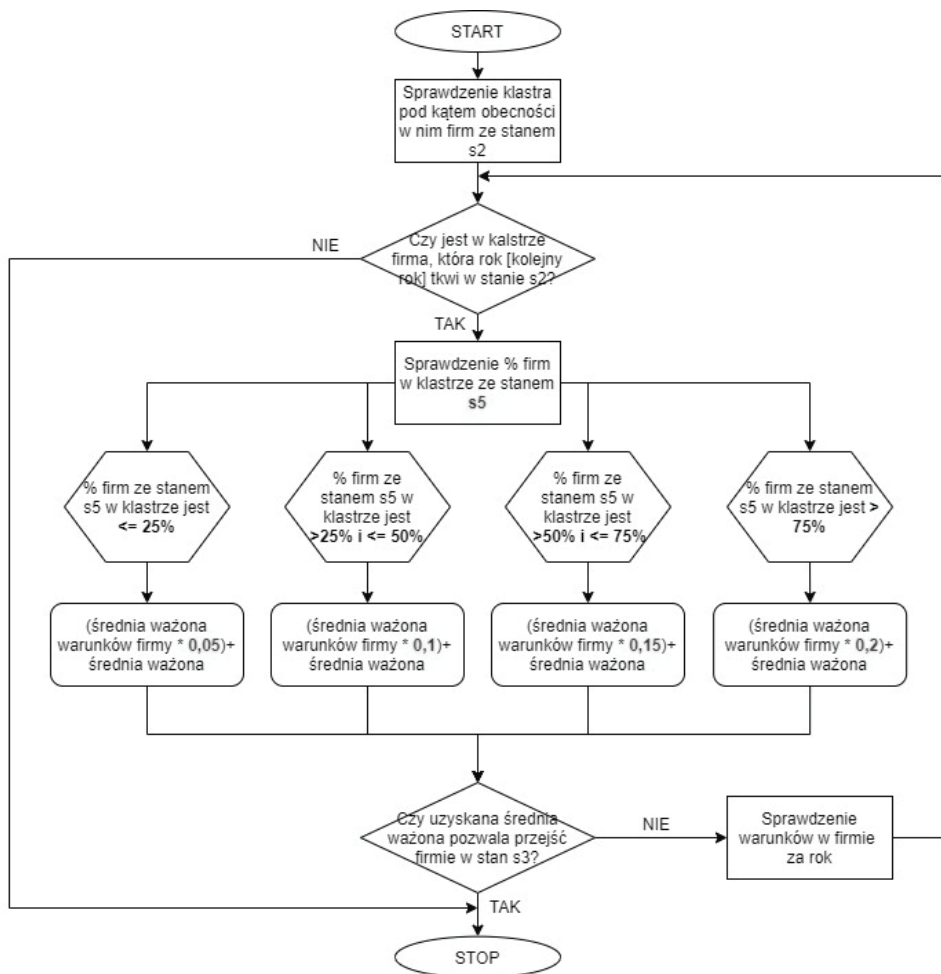 START
Sprawdzenie klastra
pod kątem obecności
w nim firm ze stanem
s2
NIE
Czy jest w kalstrze
firma, która rok [kolejny
rok] tkwi w stanie s2?
TAK
Sprawdzenie % firm
w klastrze ze stanem
s5
% firm ze stanem
s5 w klastrze jest
<= 25%
% firm ze
stanem s5 w
klastrze jest
>25% i <= 50%
% firm ze
stanem s5 w
klastrze jest
>50% i <= 75%
% firm ze stanem
s5 w klastrze jest >
75%
(średnia ważona
warunków firmy * 0,05)+
średnia ważona
(średnia ważona
warunków firmy * 0,1)+
średnia ważona
(średnia ważona
warunków firmy * 0,15)+
średnia ważona
(średnia ważona
warunków firmy * 0,2)+
średnia ważona
Czy uzyskana średnia
ważona pozwala przejść
firmie w stan s3?
NIE
Sprawdzenie
warunków w firmie
za rok
TAK
STOP